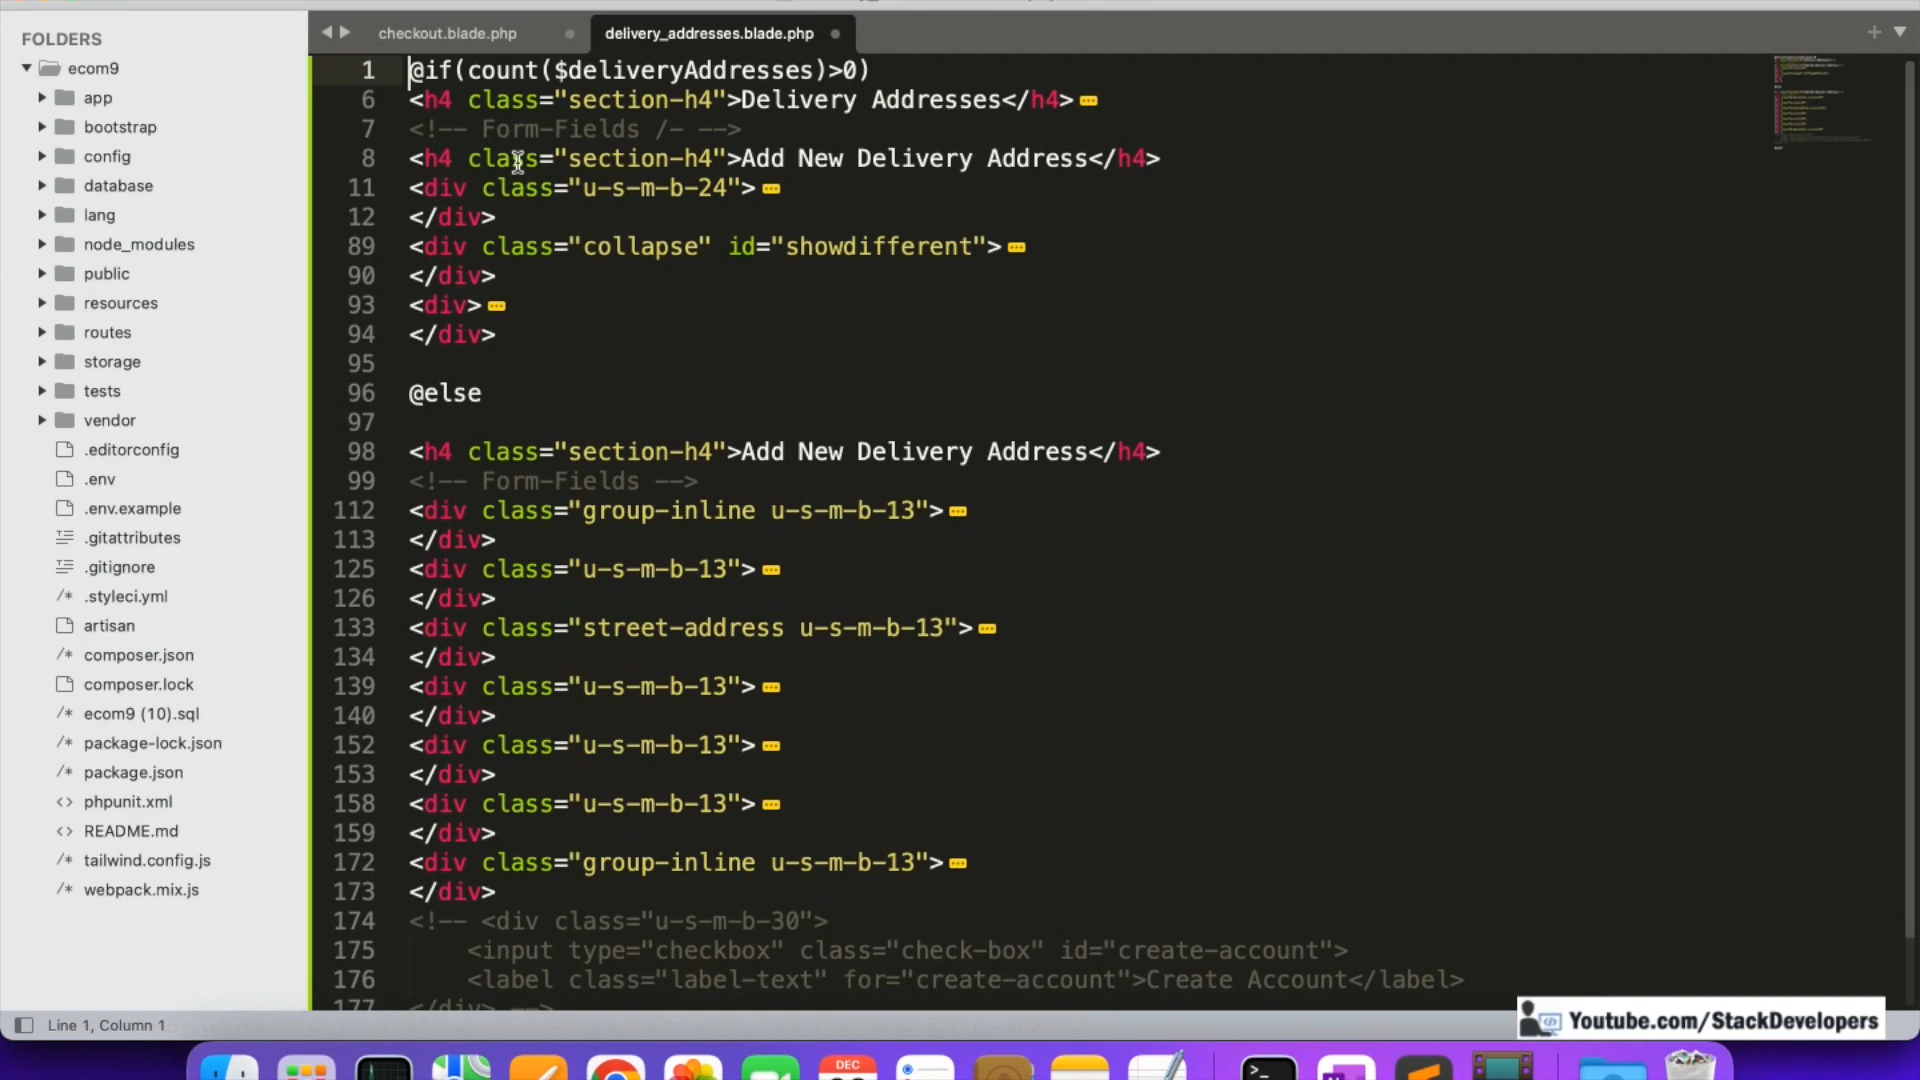 FOLDERS
ecom9
app
bootstrap
config
database
lang
node_modules
public
resources
routes
storage
tests
vendor
.editorconfig
.env
.env.example
.gitattributes
.gitignore
.styleci.yml
artisan
composer.json
composer.lock
ecom9 (10).sql
package-lock.json
package.json
phpunit.xml
README.md
tailwind.config.js
webpack.mix.js
checkout.blade.php
delivery_addresses.blade.php
1 @if(count($deliveryAddresses)>0)
6 <h4 class="section-h4">Delivery Addresses</h4>
7 <!-- Form-Fields /- -->
8 <h4 class="section-h4">Add New Delivery Address</h4>
11 <div class="u-s-m-b-24">
12 </div>
89 <div class="collapse" id="showdifferent">
90 </div>
93 <div>
94 </div>
95
96 @else
97
98 <h4 class="section-h4">Add New Delivery Address</h4>
99 <!-- Form-Fields -->
112 <div class="group-inline u-s-m-b-13">
113 </div>
125 <div class="u-s-m-b-13">
126 </div>
133 <div class="street-address u-s-m-b-13">
134 </div>
139 <div class="u-s-m-b-13">
140 </div>
152 <div class="u-s-m-b-13">
153 </div>
158 <div class="u-s-m-b-13">
159 </div>
172 <div class="group-inline u-s-m-b-13">
173 </div>
174 <!-- <div class="u-s-m-b-30">
175 <input type="checkbox" class="check-box" id="create-account">
176 <label class="label-text" for="create-account">Create Account</label>
177 </div> -->
Youtube.com/StackDevelopers
Line 1, Column 1
DEC